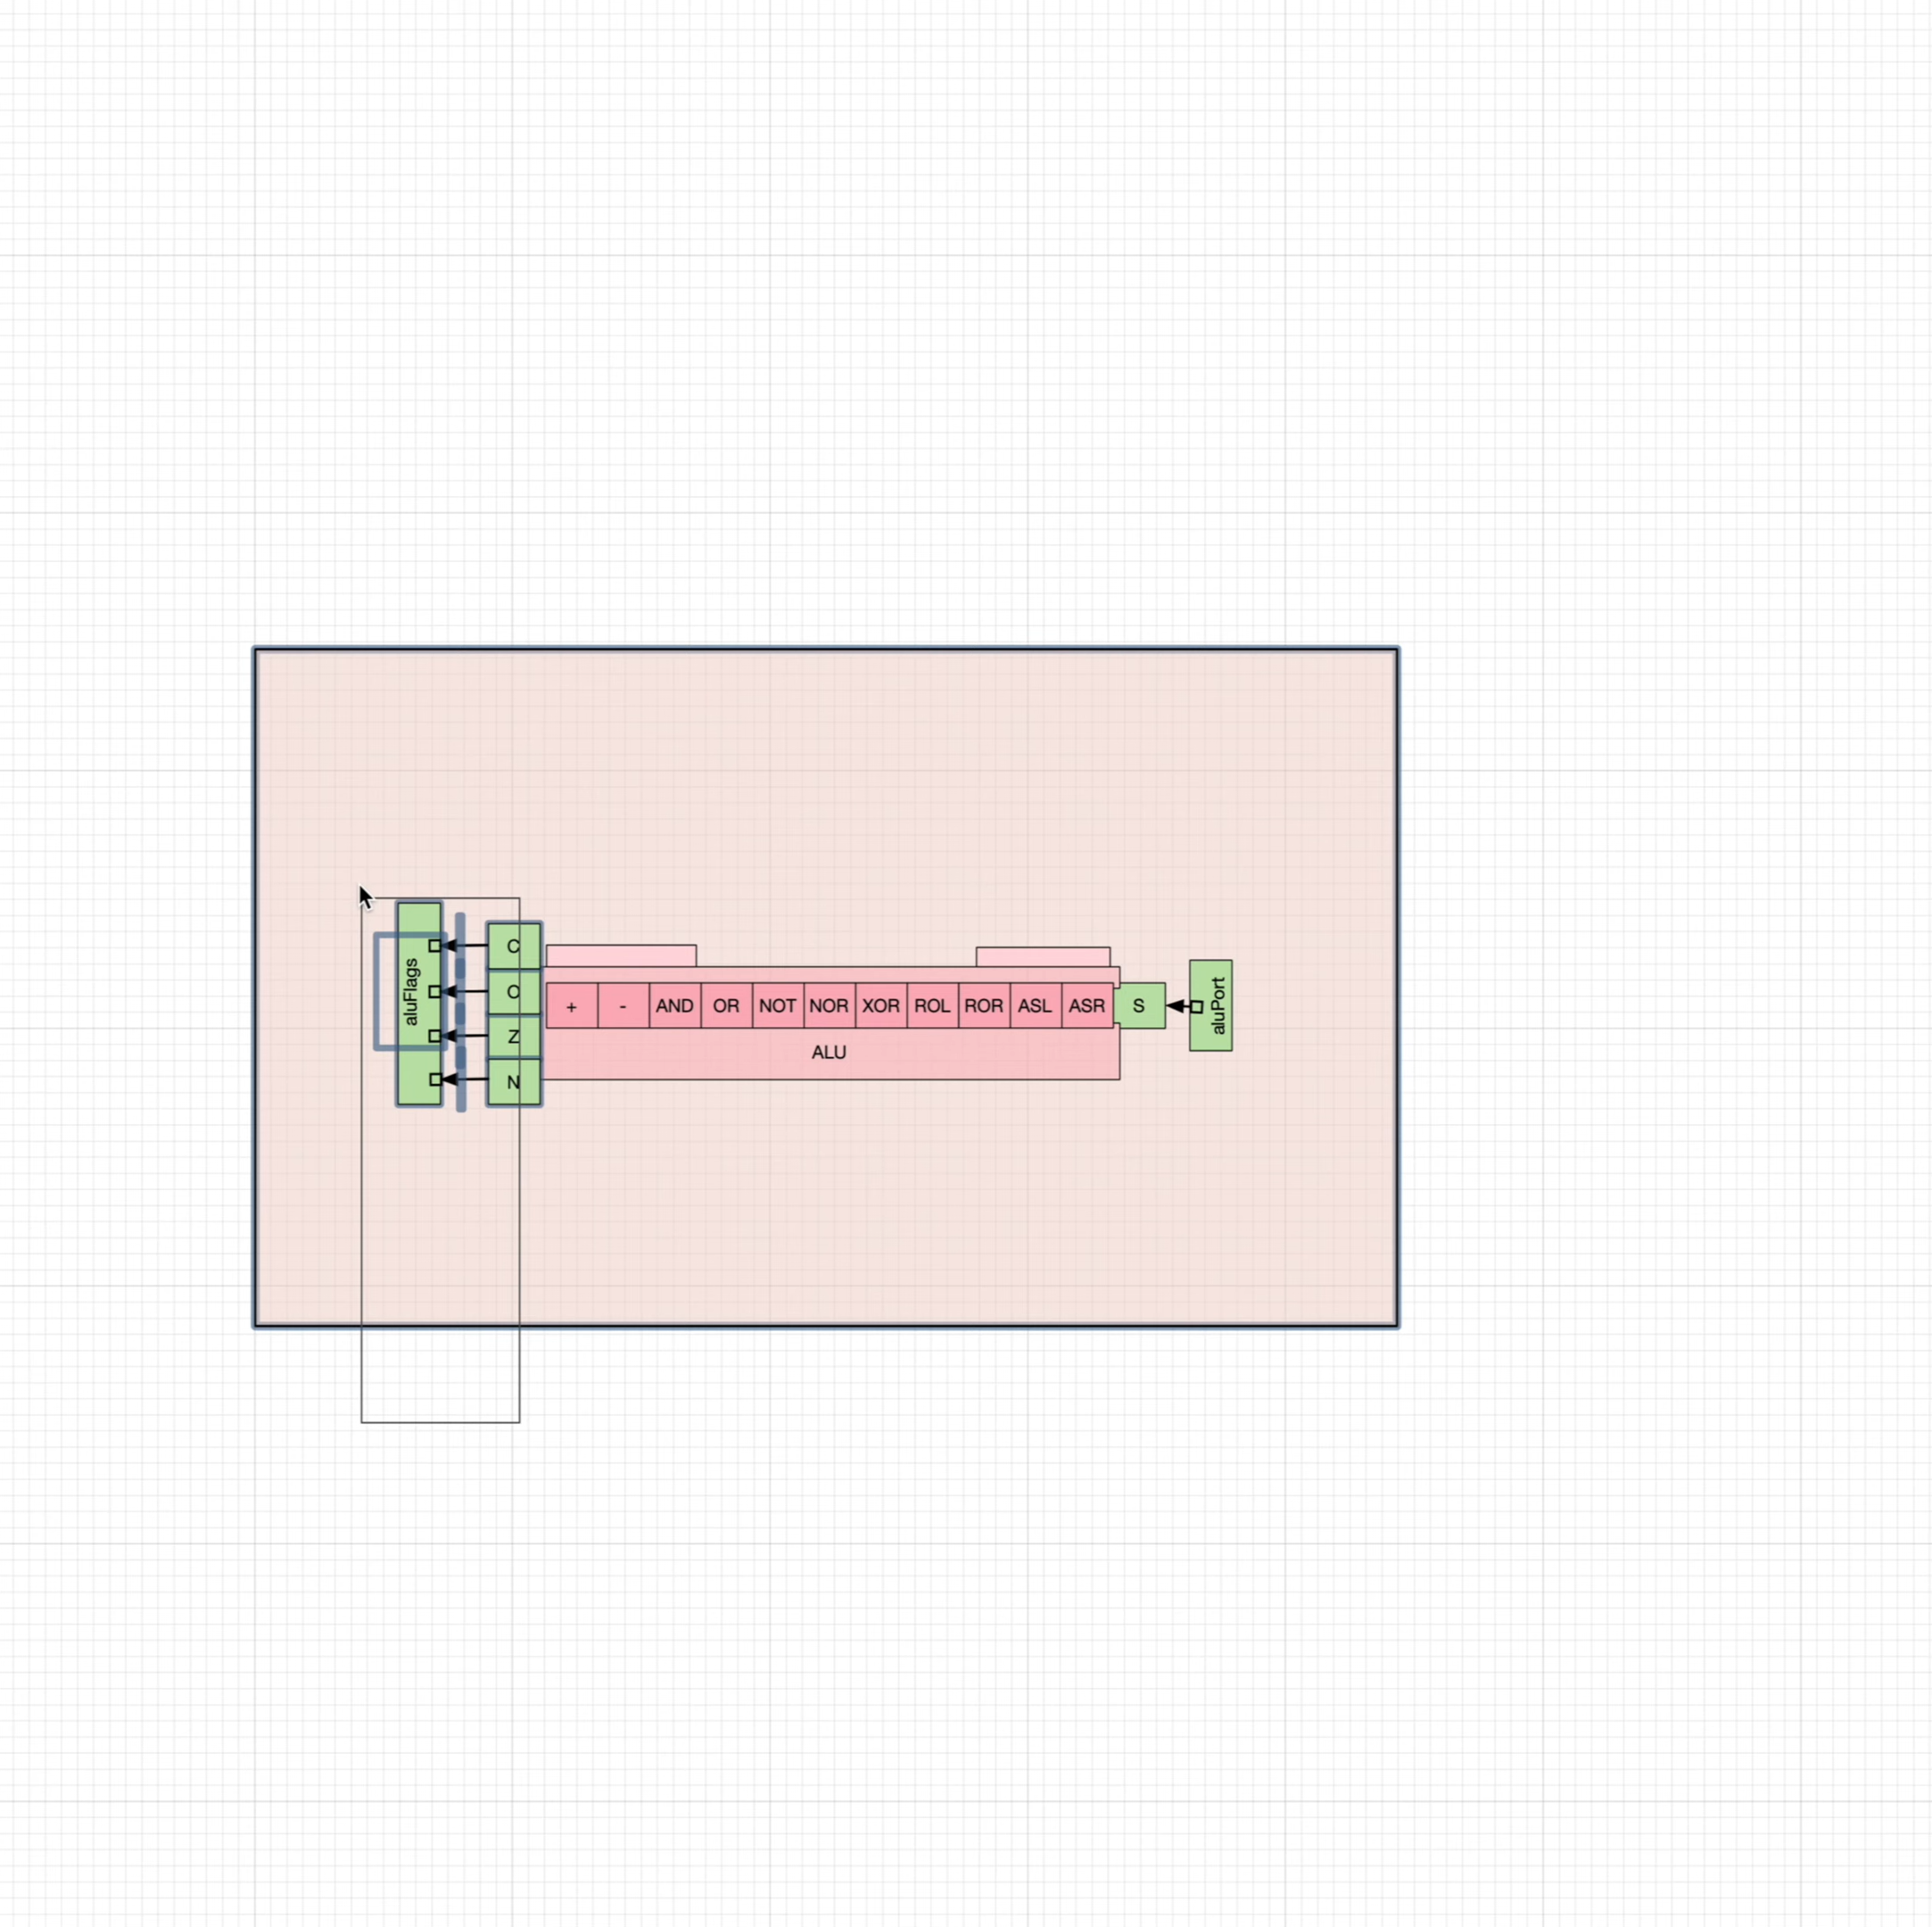 C
aluFlags
O
Z
N
+ - AND OR NOT NOR XOR ROL ROR ASL ASR S
ALU
aluPort